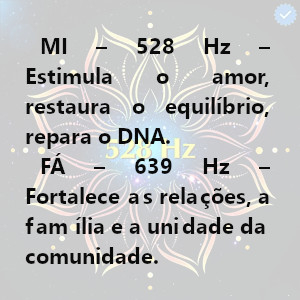 MI – 528 Hz –
Estimula o amor,
restaura o equilíbrio,
repara o DNA.
528 Hz
FÁ – 639 Hz –
Fortalece as relações, a
família e a unidade da
comunidade.